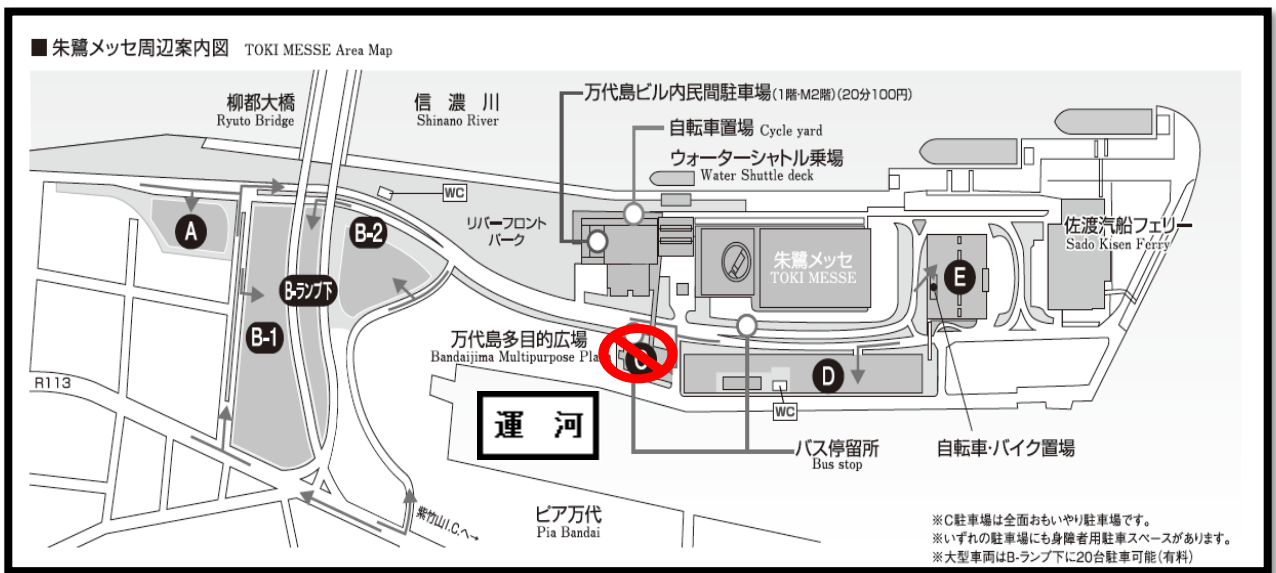 ■朱鷺メッセ周辺案内図 TOKI MESSE Area Map
柳都大橋
Ryuto Bridge
信濃川
Shinano River
万代島ビル内民間駐車場(1階・M2階)(20分100円)
自転車置場 Cycle yard
ウォーターシャトル乗場
Water Shuttle deck
WC
リバーフロント
パーク
佐渡汽船フェリー
Sado Kisen Ferry
A
B-2
朱鷺メッセ
TOKI MESSE
E
B-ランプ下
B-1
万代島多目的広場
Bandaijima Multipurpose Pla
C
D
R113
WC
運河
バス停留所
Bus stop
自転車・バイク置場
紫竹山I.C.へ→
ピア万代
Pia Bandai
※C駐車場は全面おもいやり駐車場です。
※いずれの駐車場にも身障者用駐車スペースがあります。
※大型車両はB-ランプ下に20台駐車可能(有料)